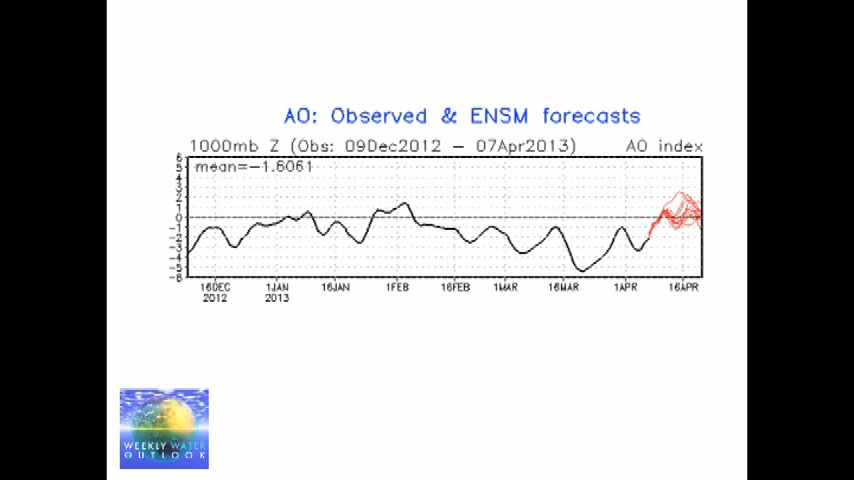 AO: Observed & ENSM forecasts
1000mb Z (Obs: 09Dec2012 – 07Apr2013) AO index
mean=-1.6061
6
5
4
3
2
1
0
-1
-2
-3
-4
-5
-6
16DEC 1JAN 16JAN 1FEB 16FEB 1MAR 16MAR 1APR 16APR
2012 2013
WEEKLY WATER
OUTLOOK